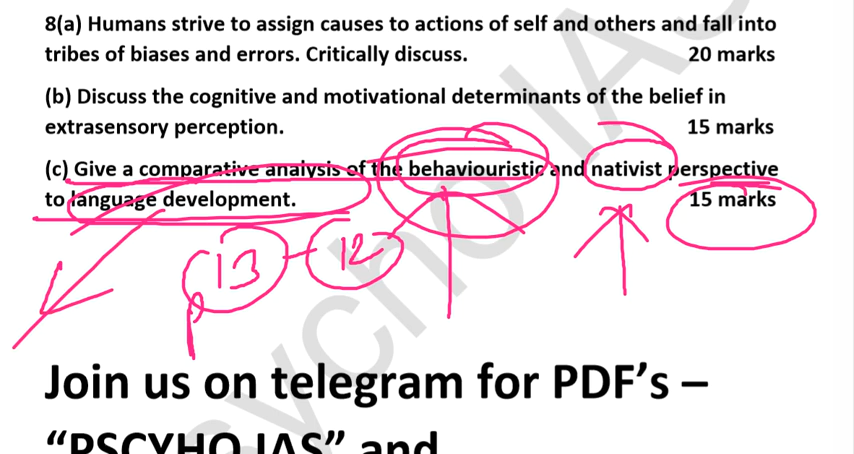 8(a) Humans strive to assign causes to actions of self and others and fall into
tribes of biases and errors. Critically discuss. 20 marks
(b) Discuss the cognitive and motivational determinants of the belief in
extrasensory perception. 15 marks
(c) Give a comparative analysis of the behaviouristic and nativist perspective
to language development. 15 marks
13 - 12
Join us on telegram for PDF's –
"PSCYHO IAS" and